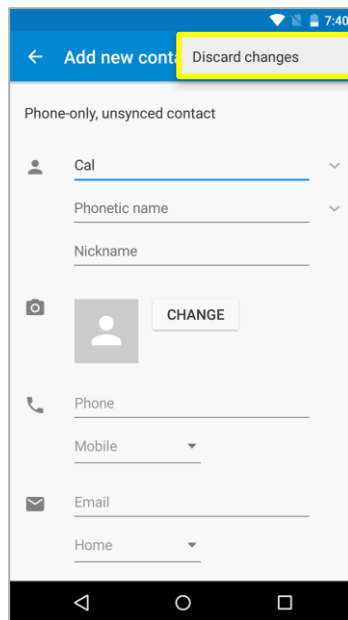 7:40
Add new conta
Discard changes
Phone-only, unsynced contact
Cal
Phonetic name
Nickname
CHANGE
Phone
Mobile
Email
Home